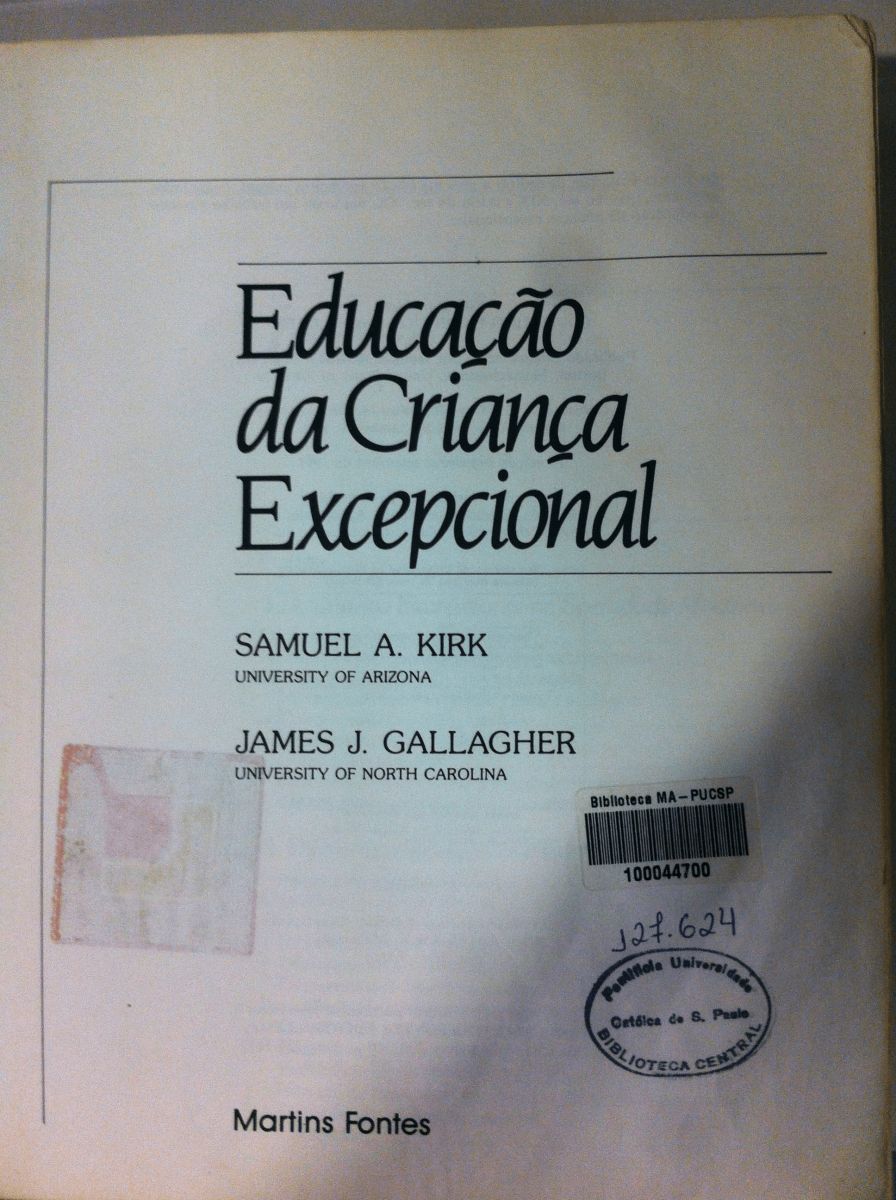 Educação
da Criança
Excepcional
SAMUEL A. KIRK
UNIVERSITY OF ARIZONA
JAMES J. GALLAGHER
UNIVERSITY OF NORTH CAROLINA
Biblioteca MA-PUCSP
100044700
127.624
Pontifícia Universidade
Católica de S. Paulo
BIBLIOTECA CENTRAL
Martins Fontes